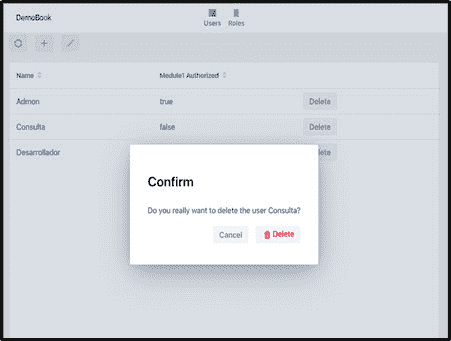 DemoBook
Users Roles
Name Module1 Authorized
Admon true Delete
Consulta false Delete
Desarrollador Delete
Confirm
Do you really want to delete the user Consulta?
Cancel Delete